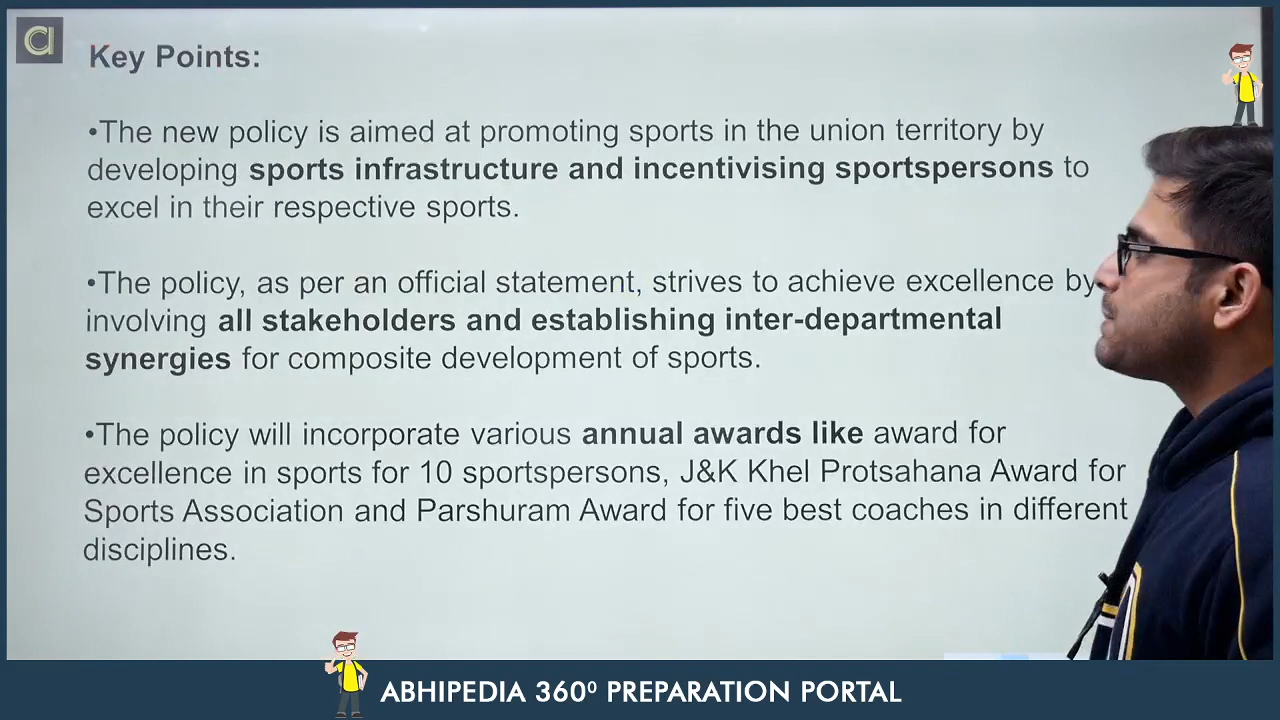 Key Points:
•The new policy is aimed at promoting sports in the union territory by
developing sports infrastructure and incentivising sportspersons to
excel in their respective sports.
•The policy, as per an official statement, strives to achieve excellence by
involving all stakeholders and establishing inter-departmental
synergies for composite development of sports.
•The policy will incorporate various annual awards like award for
excellence in sports for 10 sportspersons, J&K Khel Protsahana Award for
Sports Association and Parshuram Award for five best coaches in different
disciplines.
ABHIPEDIA 360⁰ PREPARATION PORTAL